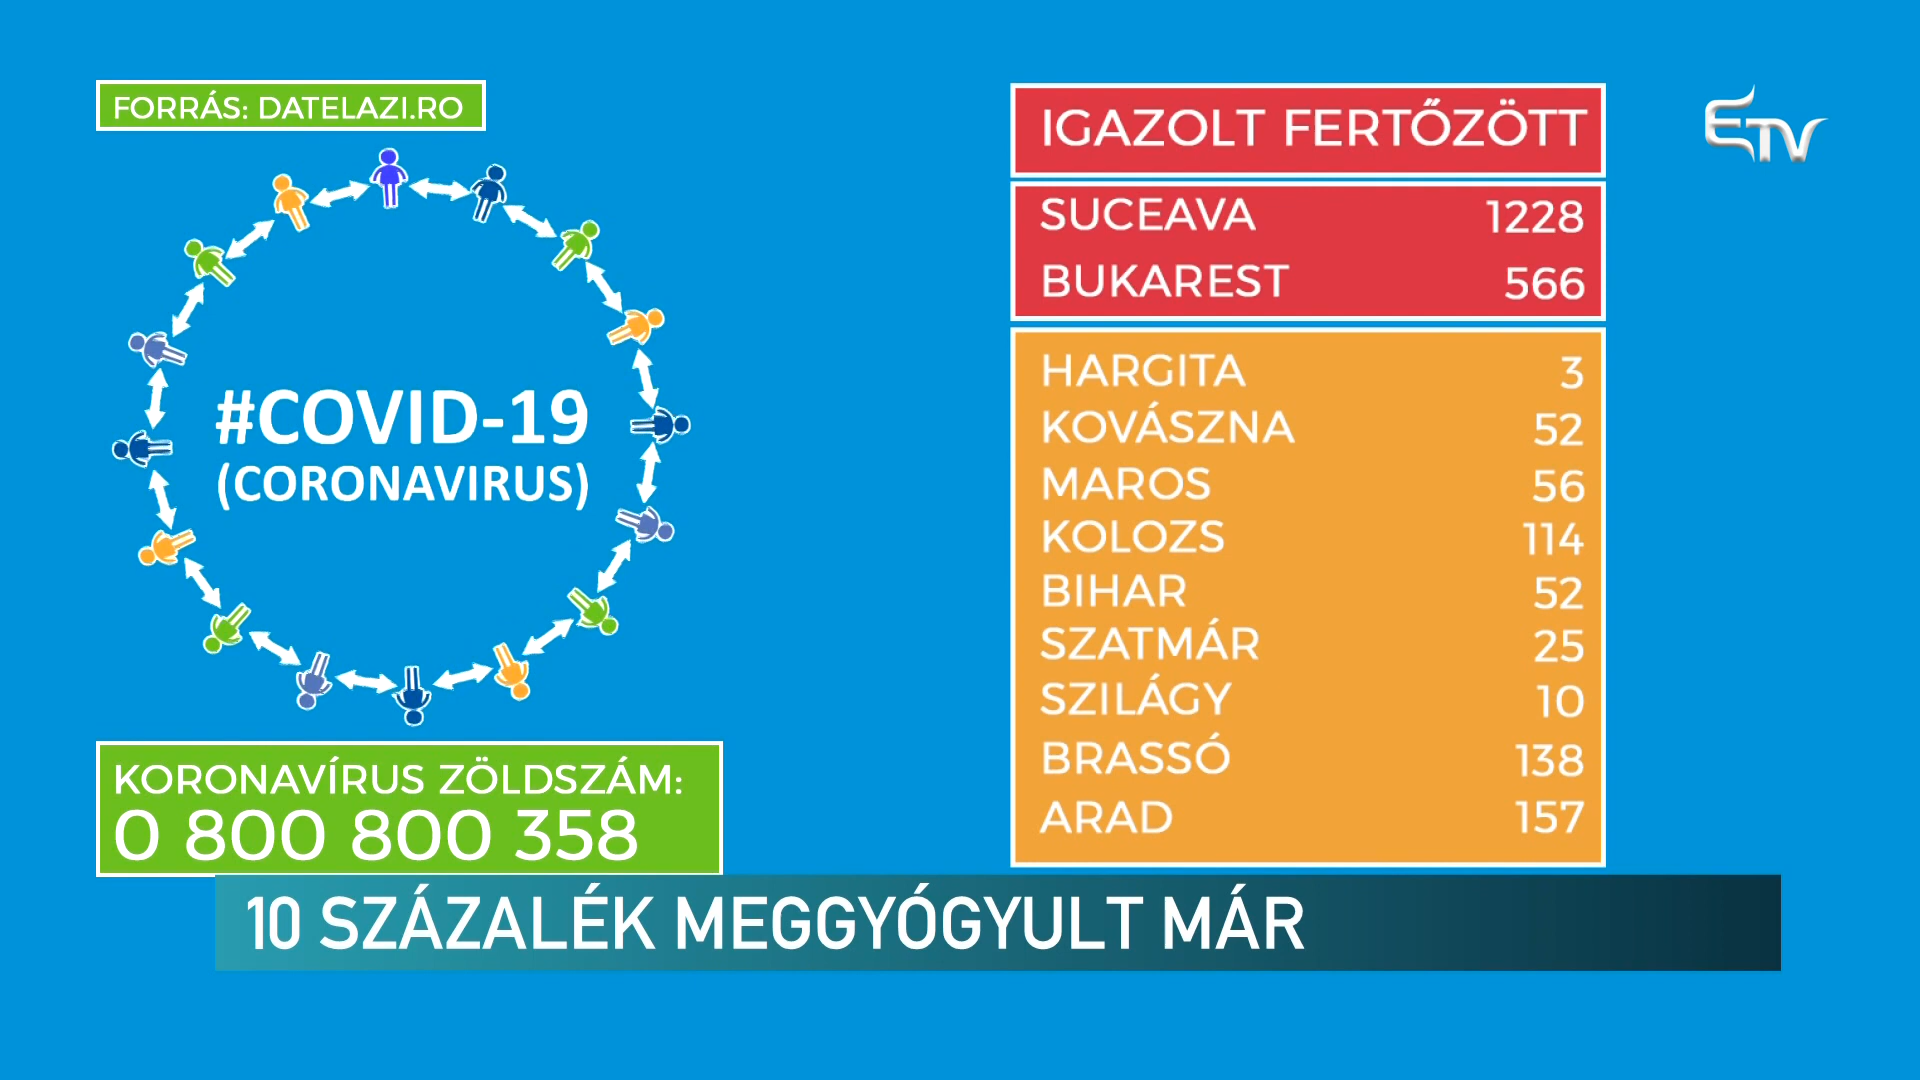 FORRÁS: DATELAZI.RO
#COVID-19
(CORONAVIRUS)
KORONAVÍRUS ZÖLDSZÁM:
0 800 800 358
IGAZOLT FERTŐZÖTT
SUCEAVA 1228
BUKAREST 566
HARGITA 3
KOVÁSZNA 52
MAROS 56
KOLOZS 114
BIHAR 52
SZATMÁR 25
SZILÁGY 10
BRASSÓ 138
ARAD 157
ETV
10 SZÁZALÉK MEGGYÓGYULT MÁR